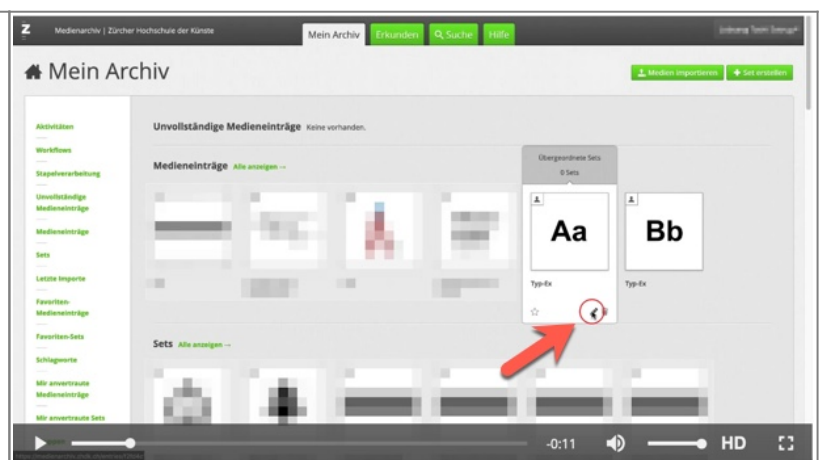 Z
Medienarchiv | Zürcher Hochschule der Künste
Mein Archiv
Erkunden
Suche
Hilfe
Mein Archiv
Medien importieren
Set erstellen
Aktivitäten
Workflows
Stapelverarbeitung
Unvollständige
Medieneinträge
Medieneinträge
Sets
Letzte Importe
Favoriten-
Medieneinträge
Favoriten-Sets
Schlagworte
Mir anvertraute
Medieneinträge
Mir anvertraute Sets
Unvollständige Medieneinträge Keine vorhanden.
Medieneinträge Alle anzeigen →
Übergeordnete Sets
0 Sets
Aa
Bb
Typ-Ex
Typ-Ex
Sets Alle anzeigen →
-0:11
HD